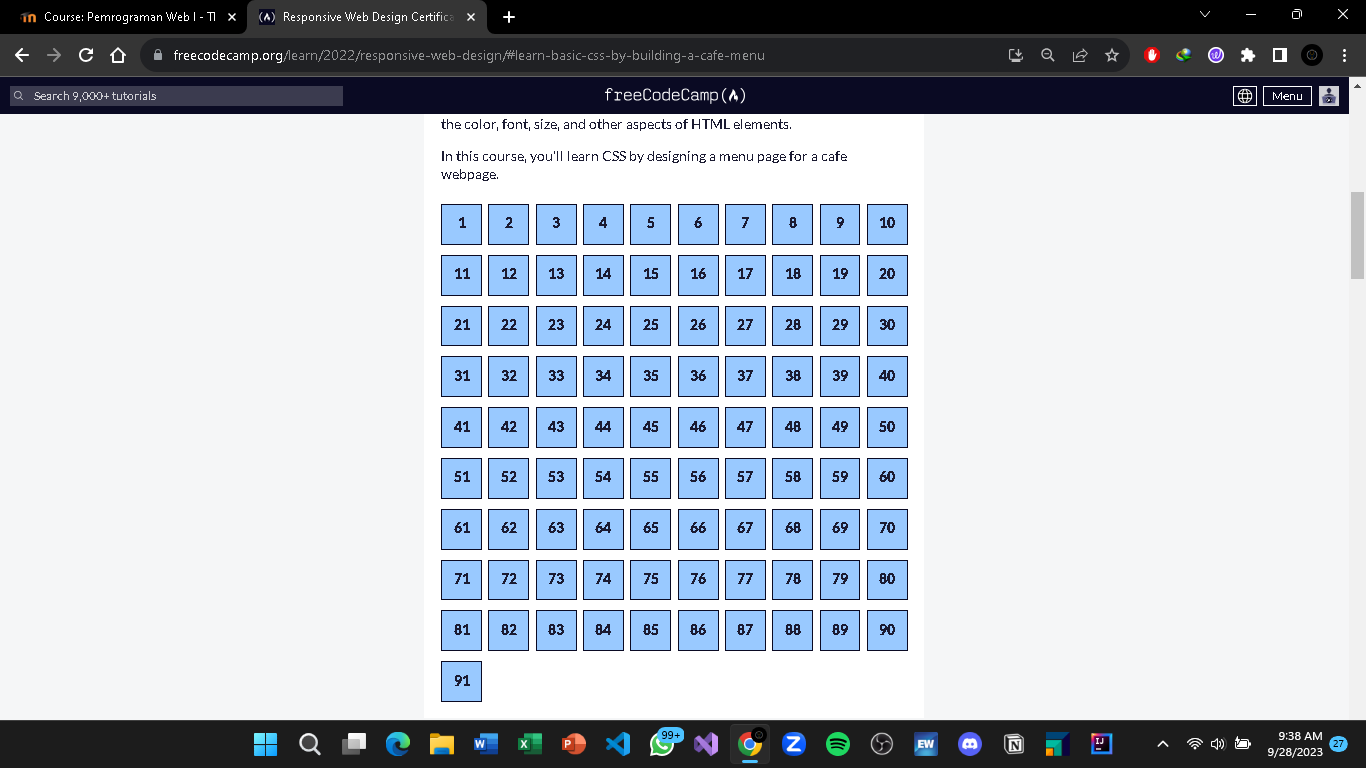 Course: Pemrograman Web I - TI
Responsive Web Design Certifica
freecodecamp.org/learn/2022/responsive-web-design/#learn-basic-css-by-building-a-cafe-menu
Search 9,000+ tutorials
freeCodeCamp(🔥)
Menu
the color, font, size, and other aspects of HTML elements.
In this course, you'll learn CSS by designing a menu page for a cafe
webpage.
1 2 3 4 5 6 7 8 9 10
11 12 13 14 15 16 17 18 19 20
21 22 23 24 25 26 27 28 29 30
31 32 33 34 35 36 37 38 39 40
41 42 43 44 45 46 47 48 49 50
51 52 53 54 55 56 57 58 59 60
61 62 63 64 65 66 67 68 69 70
71 72 73 74 75 76 77 78 79 80
81 82 83 84 85 86 87 88 89 90
91
99+
EW
9:38 AM
9/28/2023
27